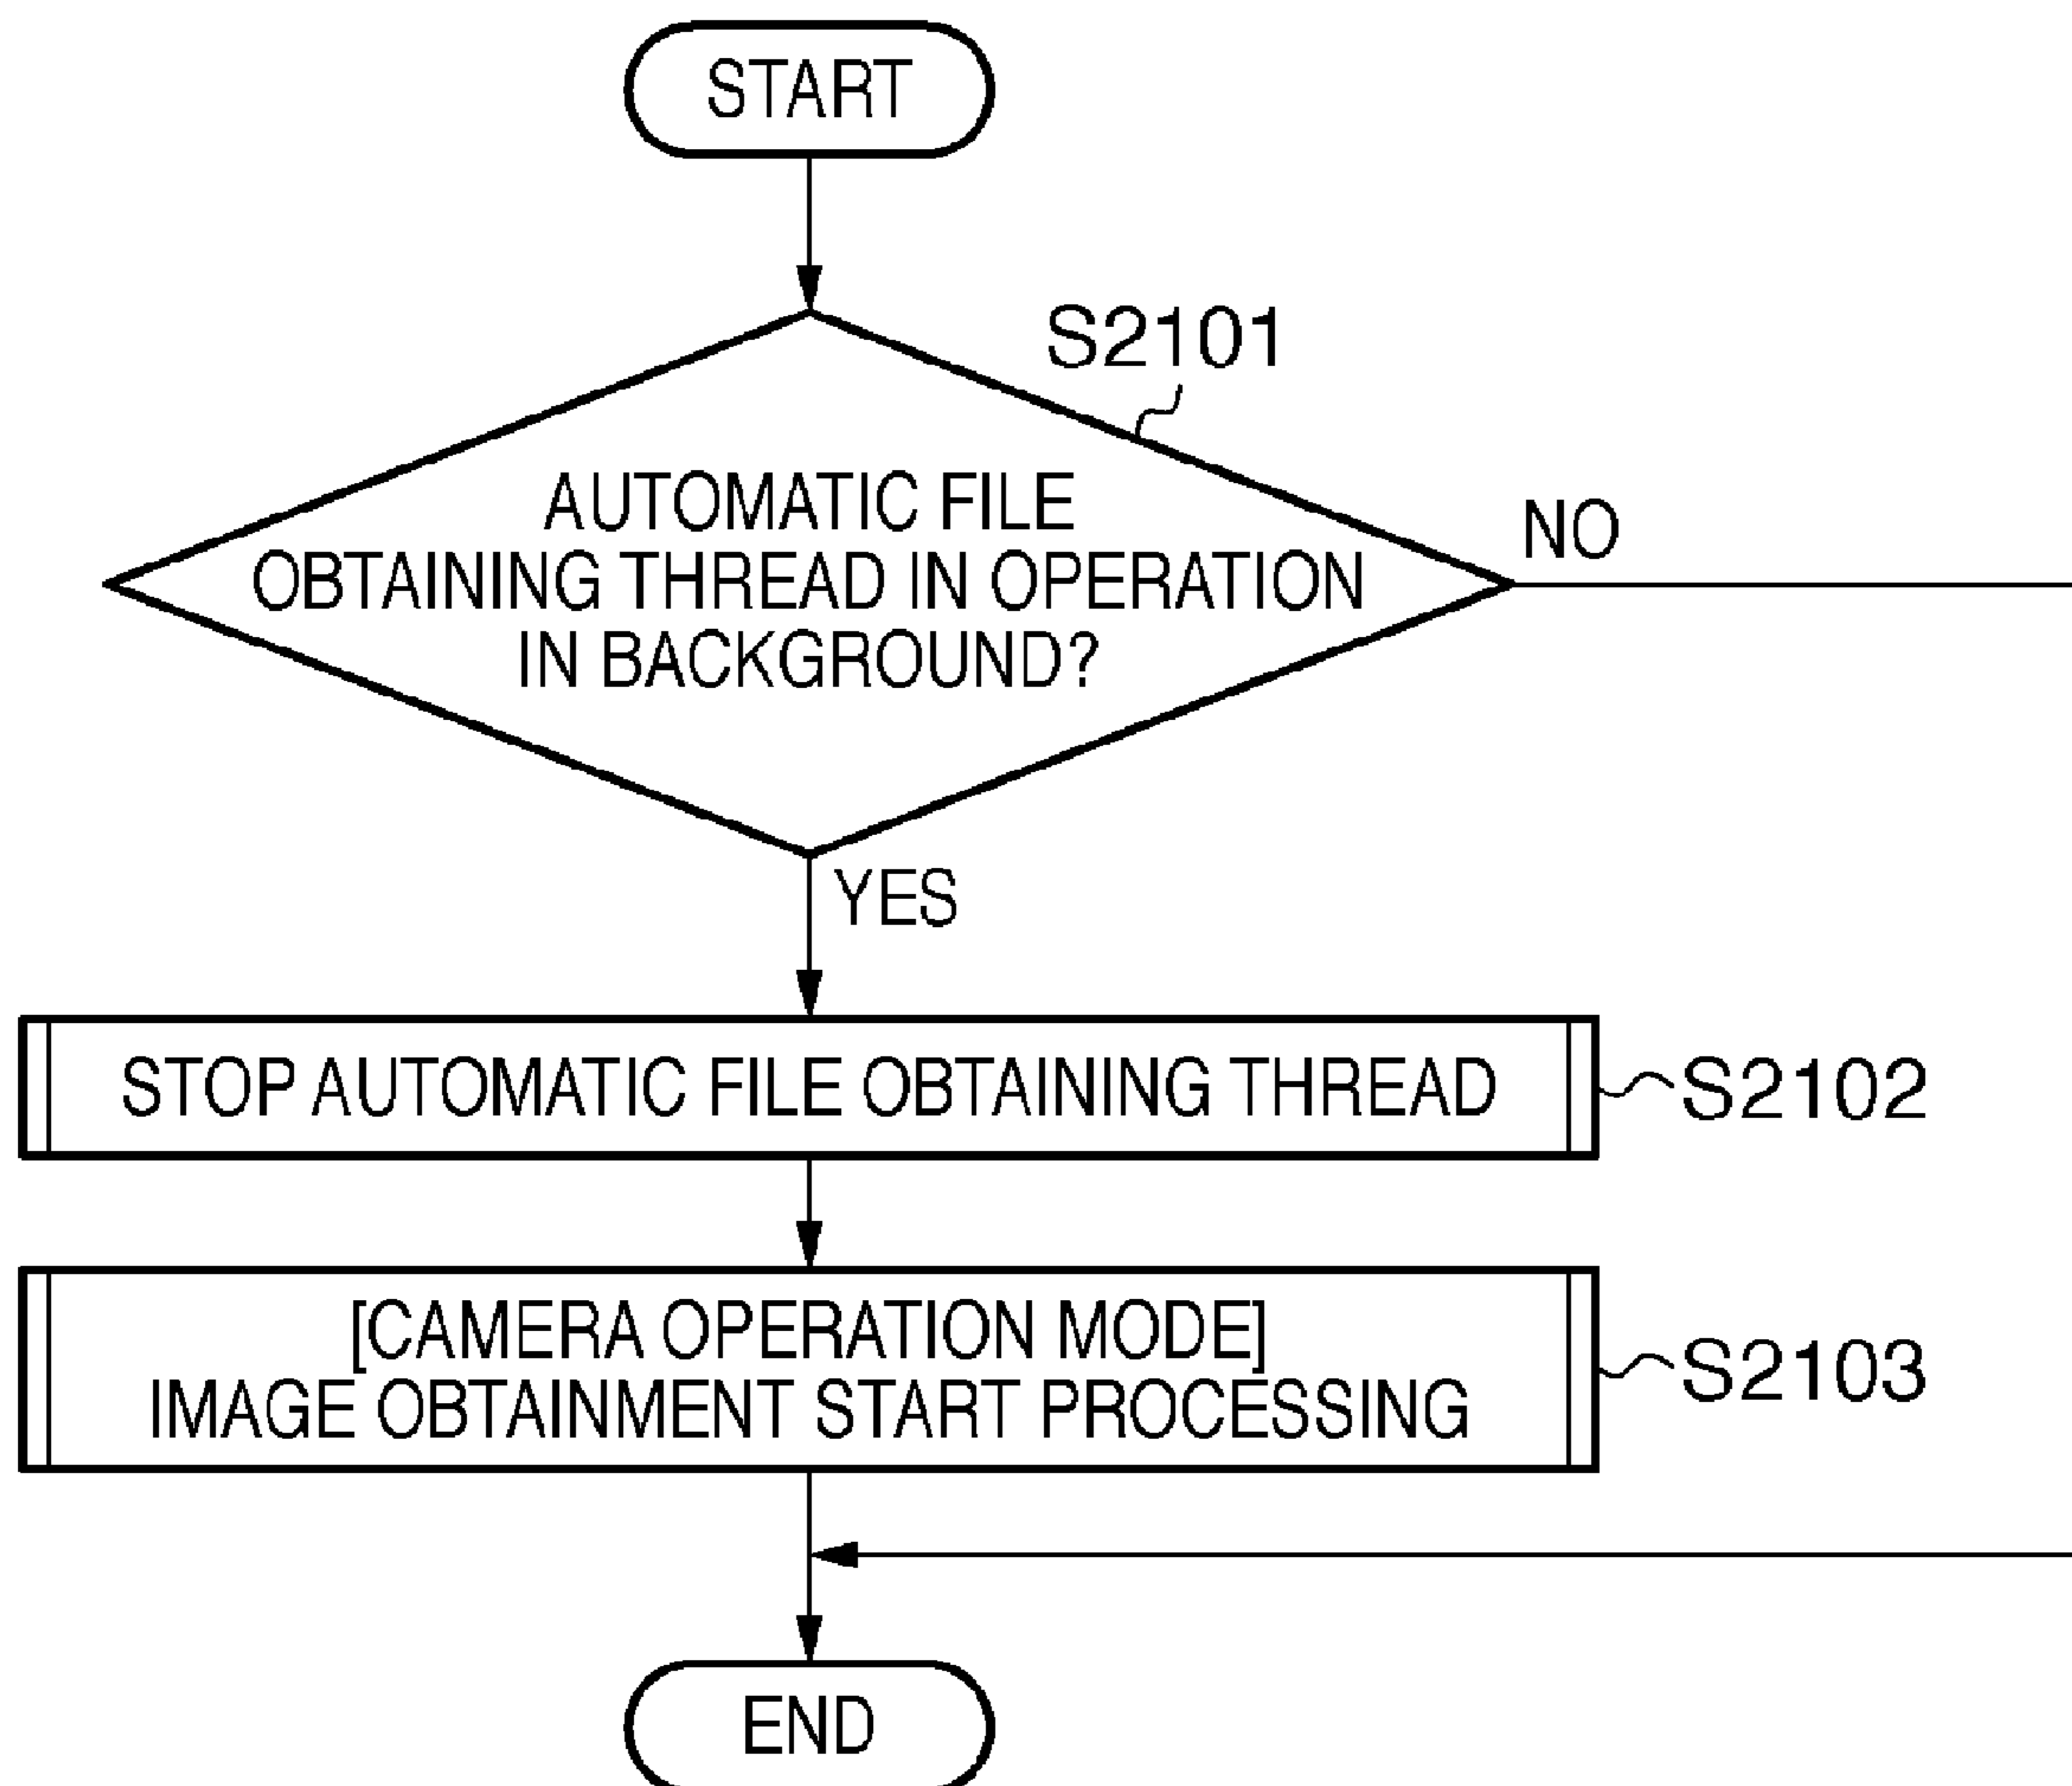 START
S2101
AUTOMATIC FILE
OBTAINING THREAD IN OPERATION
IN BACKGROUND?
NO
YES
STOP AUTOMATIC FILE OBTAINING THREAD
S2102
[CAMERA OPERATION MODE]
IMAGE OBTAINMENT START PROCESSING
S2103
END